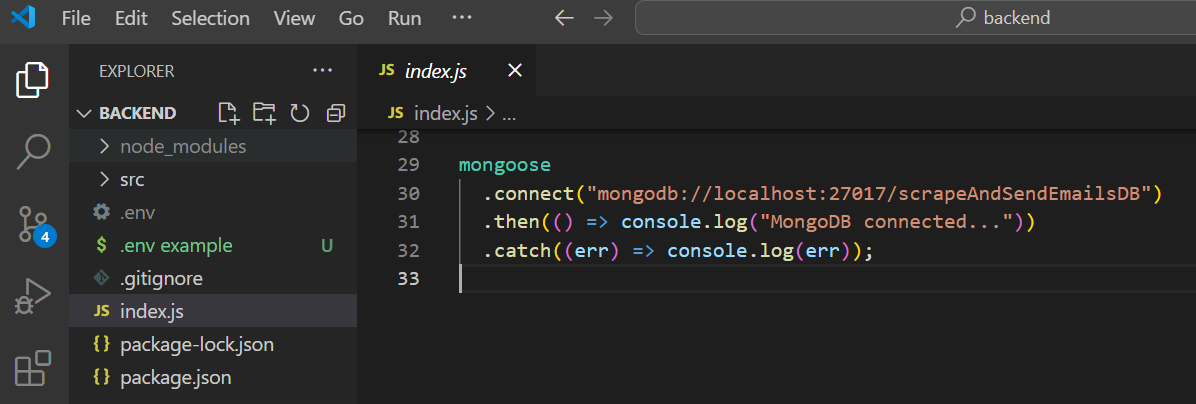 File Edit Selection View Go Run ... backend
EXPLORER ...
BACKEND
node_modules
src
.env
$ .env example U
.gitignore
JS index.js
{} package-lock.json
{} package.json
4
JS index.js
JS index.js > ...
28
29 mongoose
30 .connect("mongodb://localhost:27017/scrapeAndSendEmailsDB")
31 .then(() => console.log("MongoDB connected..."))
32 .catch((err) => console.log(err));
33